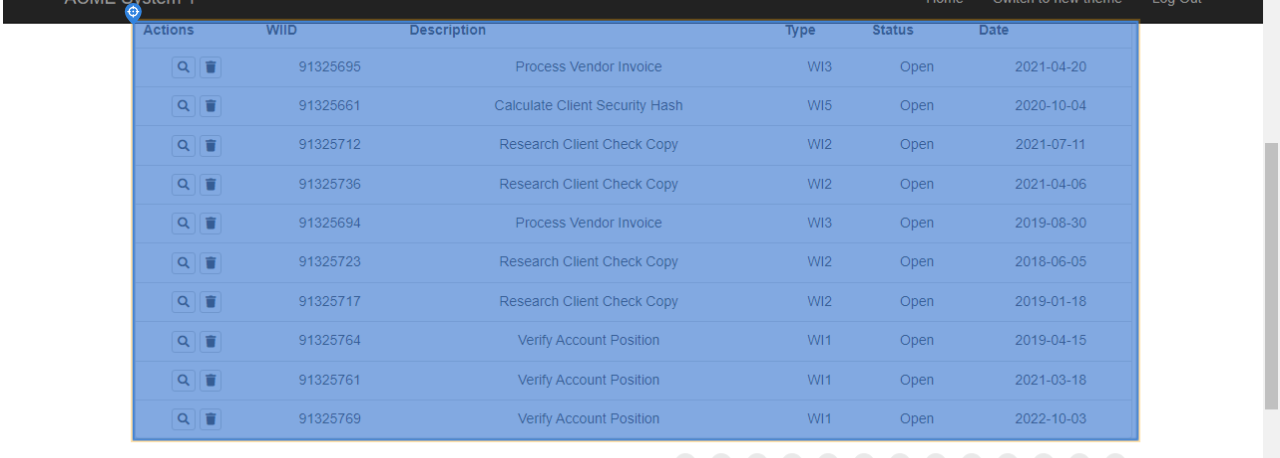 ACME System 1 Home Switch to new theme Log Out
Actions WIID Description Type Status Date
91325695 Process Vendor Invoice WI3 Open 2021-04-20
91325661 Calculate Client Security Hash WI5 Open 2020-10-04
91325712 Research Client Check Copy WI2 Open 2021-07-11
91325736 Research Client Check Copy WI2 Open 2021-04-06
91325694 Process Vendor Invoice WI3 Open 2019-08-30
91325723 Research Client Check Copy WI2 Open 2018-06-05
91325717 Research Client Check Copy WI2 Open 2019-01-18
91325764 Verify Account Position WI1 Open 2019-04-15
91325761 Verify Account Position WI1 Open 2021-03-18
91325769 Verify Account Position WI1 Open 2022-10-03